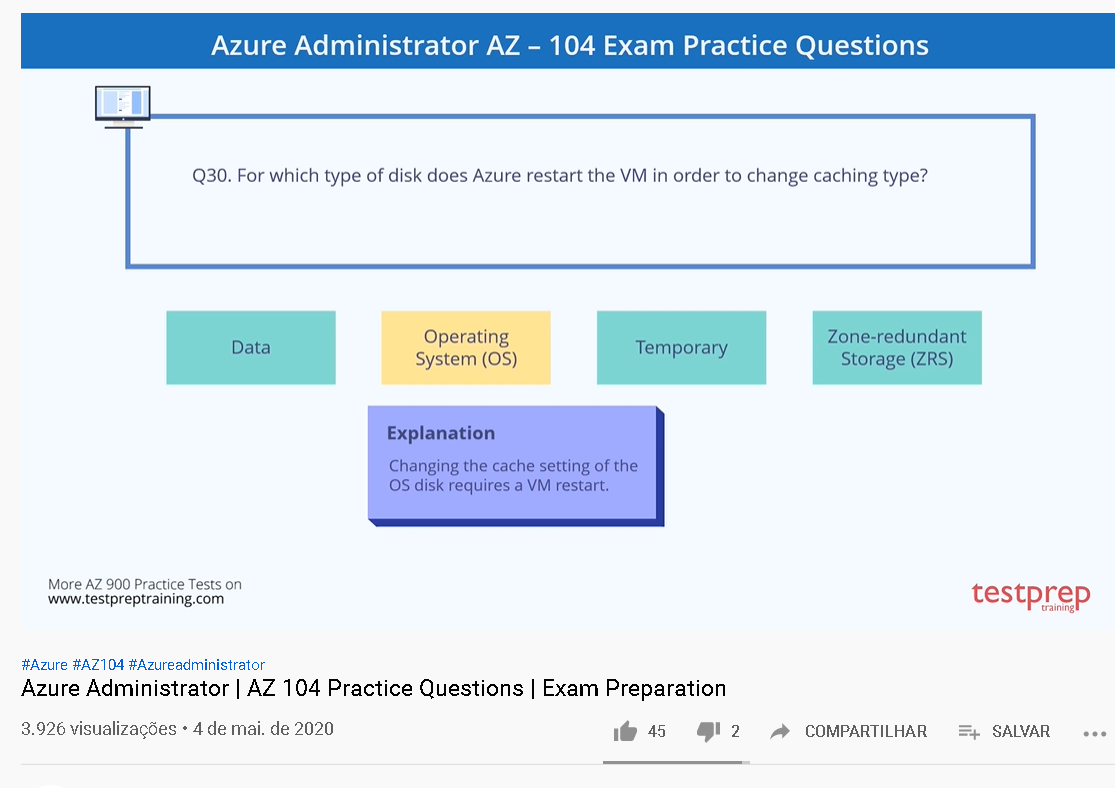 Azure Administrator AZ – 104 Exam Practice Questions
Q30. For which type of disk does Azure restart the VM in order to change caching type?
Data
Operating
System (OS)
Temporary
Zone-redundant
Storage (ZRS)
Explanation
Changing the cache setting of the
OS disk requires a VM restart.
More AZ 900 Practice Tests on
www.testpreptraining.com
testprep
training
#Azure #AZ104 #Azureadministrator
Azure Administrator | AZ 104 Practice Questions | Exam Preparation
3.926 visualizações • 4 de mai. de 2020
45 2 COMPARTILHAR SALVAR